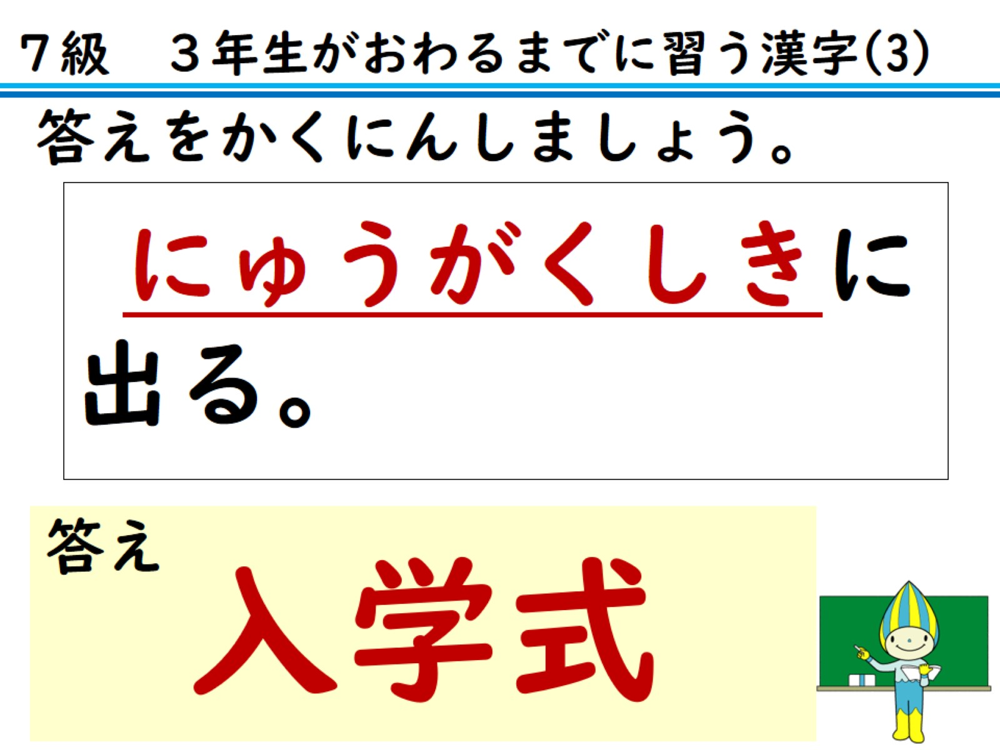 ７級　３年生がおわるまでに習う漢字(3)
答えをかくにんしましょう。
にゅうがくしきに
出る。
答え
入学式